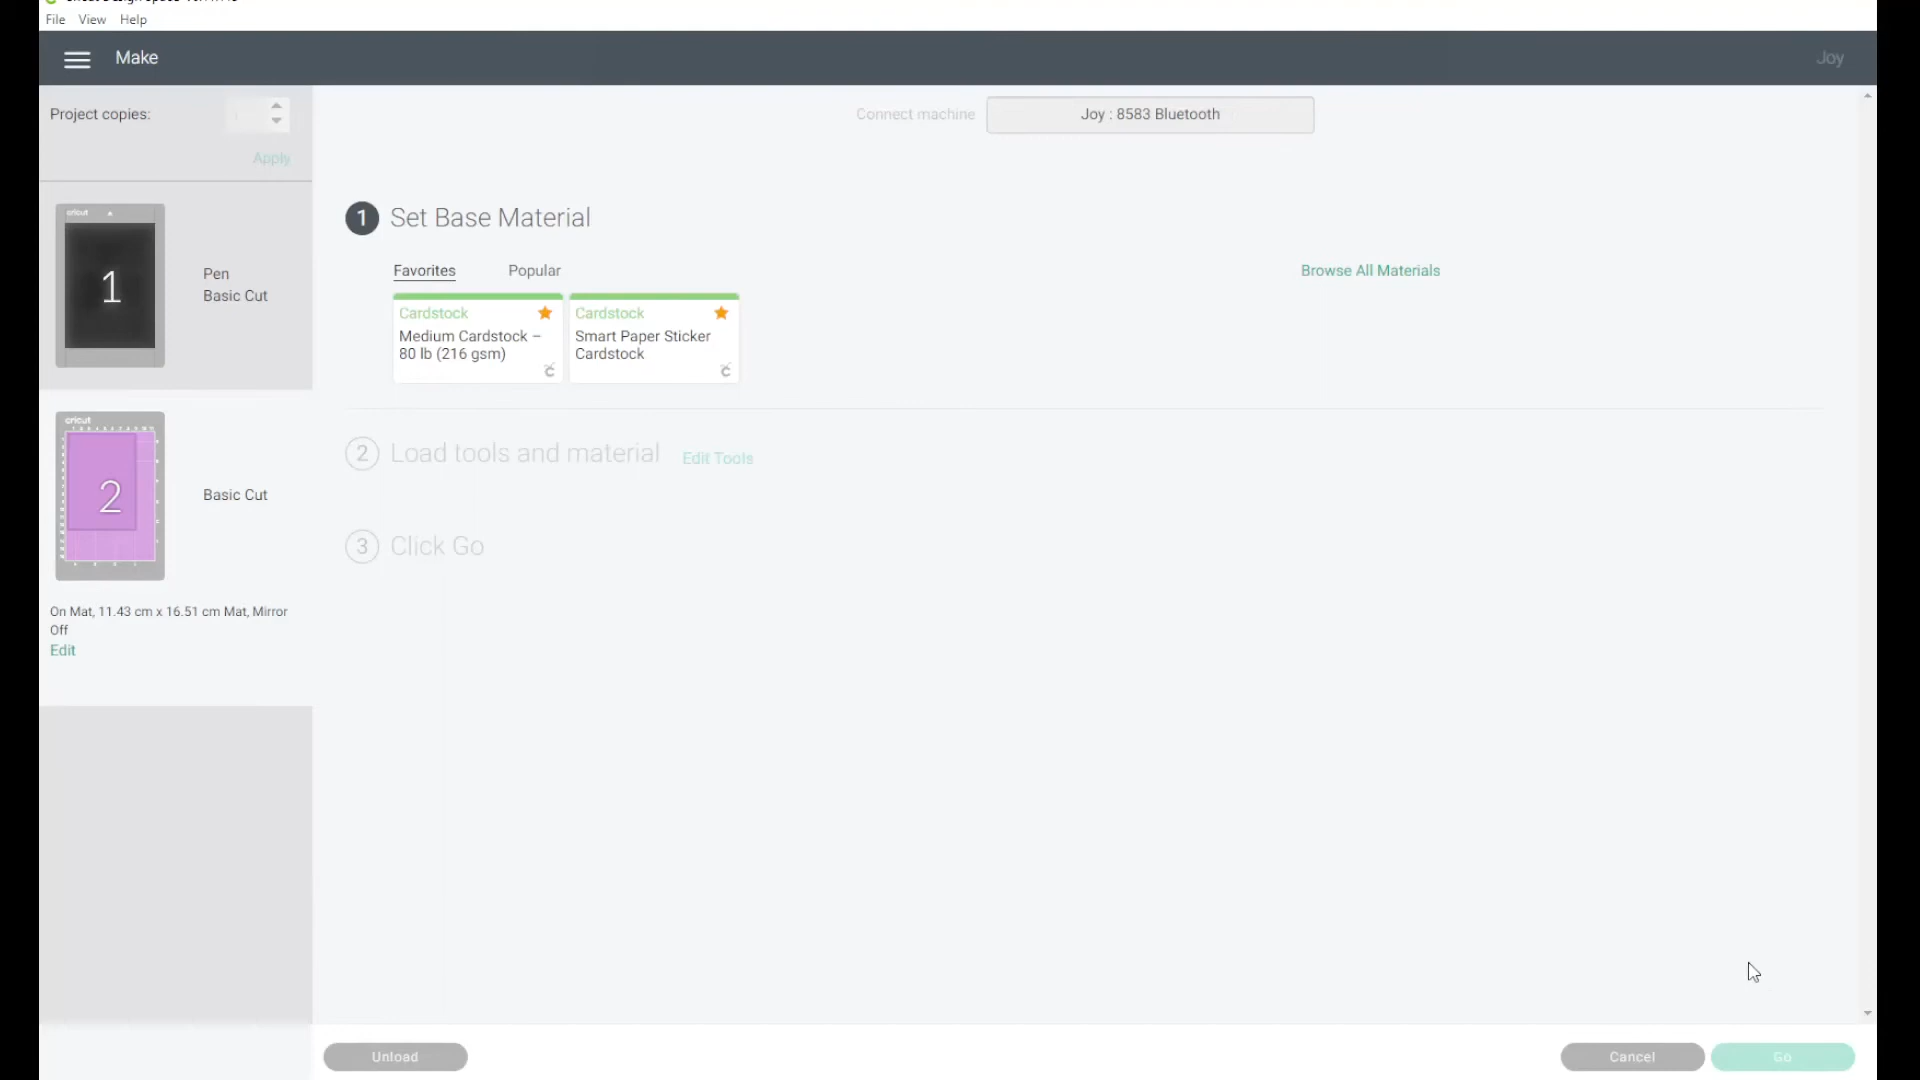 File View Help
Make
Joy
Project copies:
Apply
Connect machine
Joy : 8583 Bluetooth
cricut
1
Pen
Basic Cut
cricut
2
Basic Cut
On Mat, 11.43 cm x 16.51 cm Mat, Mirror
Off
Edit
1 Set Base Material
Favorites Popular
Browse All Materials
Cardstock
Medium Cardstock –
80 lb (216 gsm)
Cardstock
Smart Paper Sticker
Cardstock
2 Load tools and material Edit Tools
3 Click Go
Unload
Cancel
Go